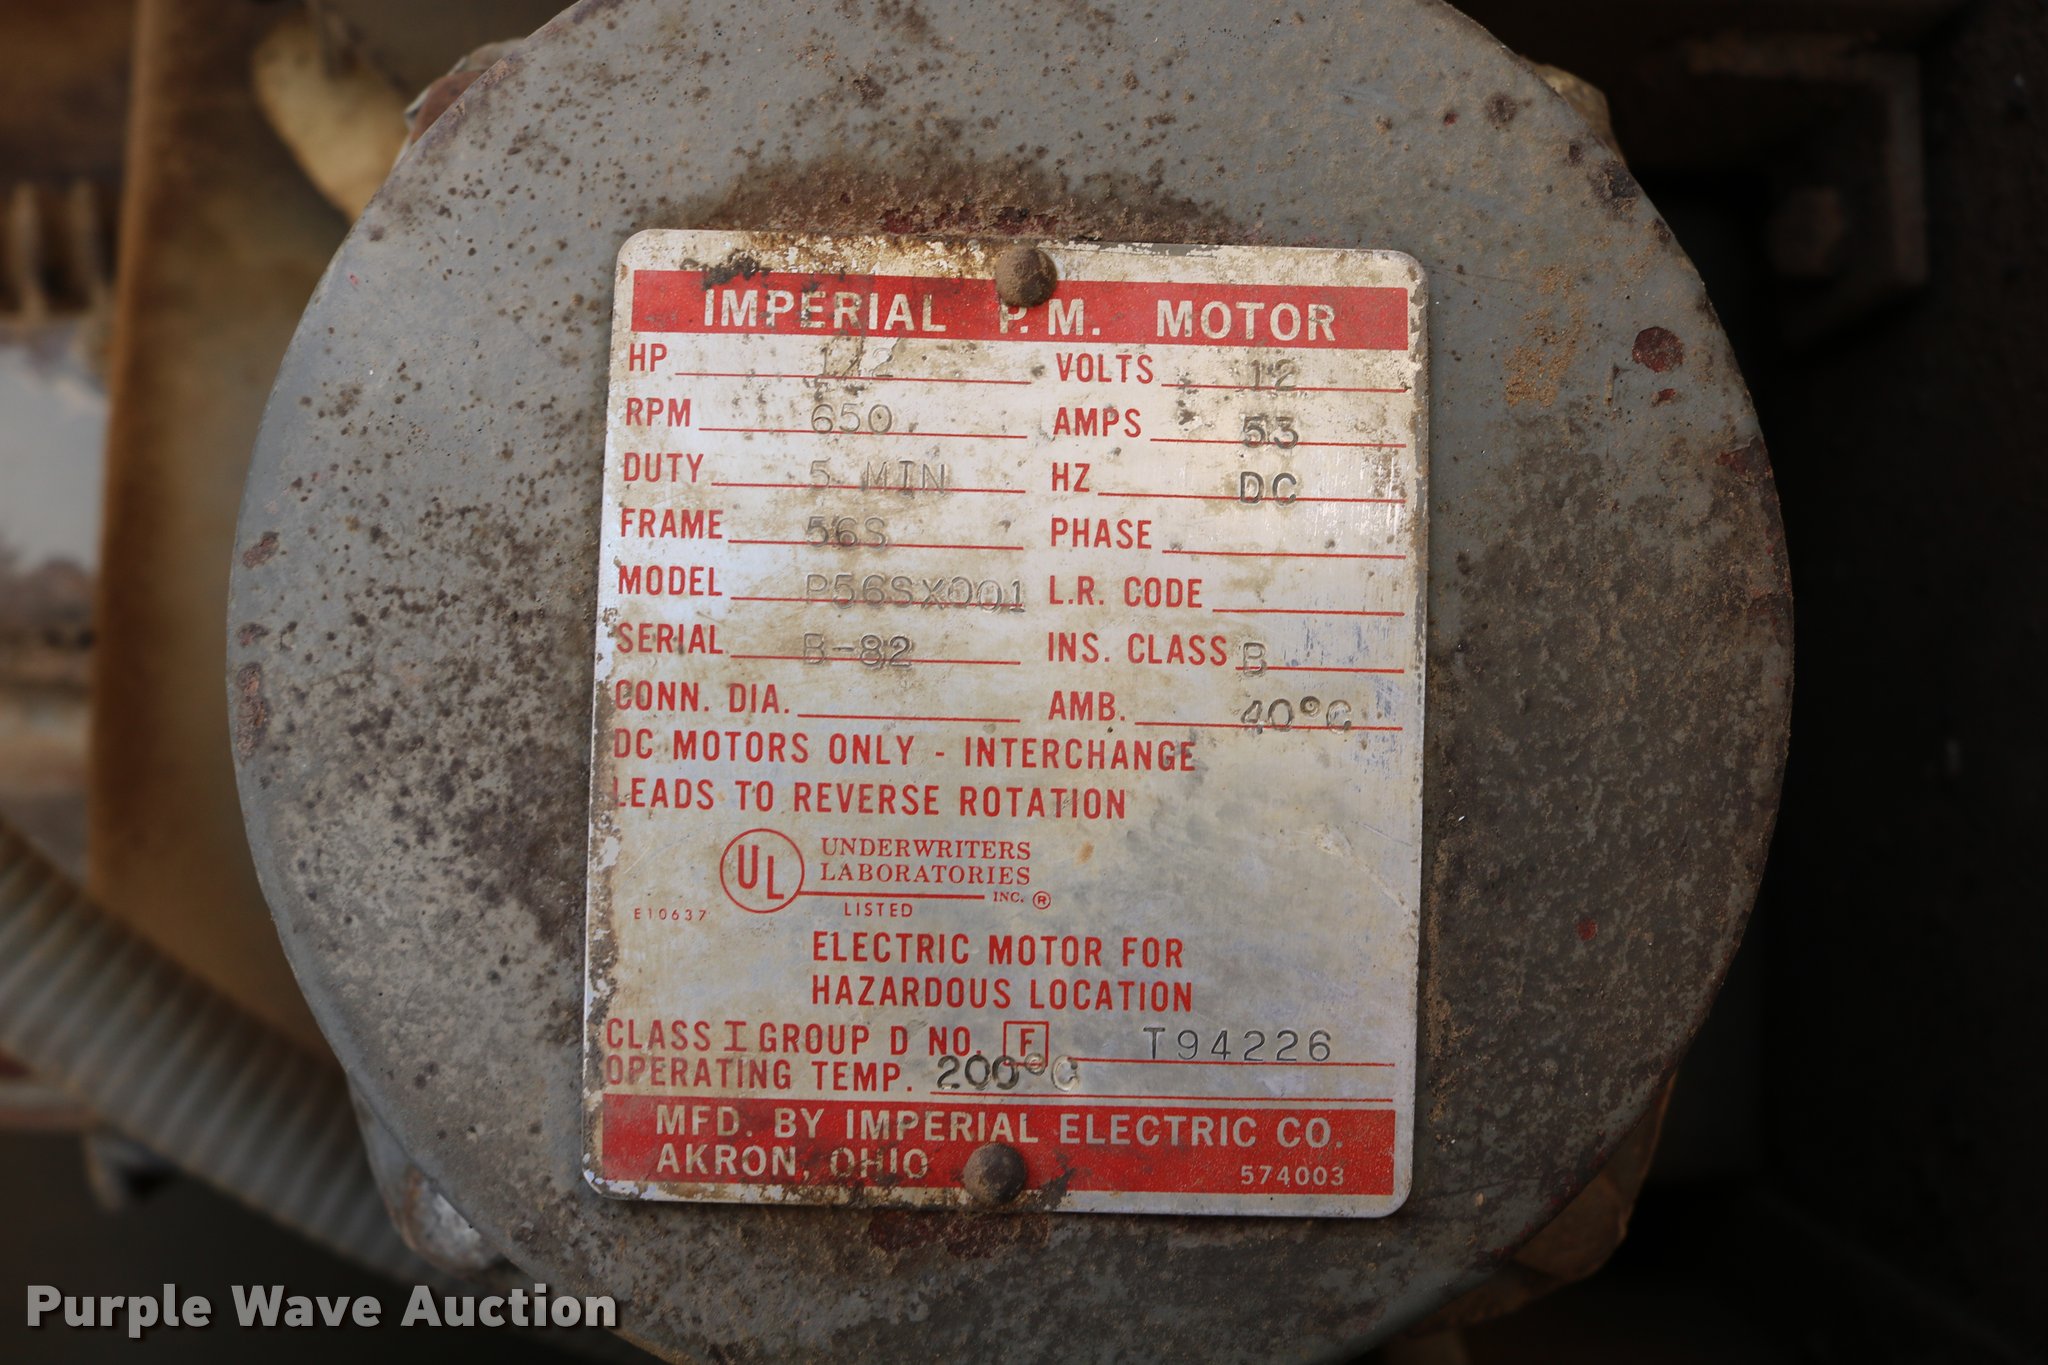 IMPERIAL P.M. MOTOR
HP 1/2 VOLTS 12
RPM 650 AMPS 53
DUTY 5 MIN HZ DC
FRAME 56S PHASE
MODEL P56SX001 L.R. CODE
SERIAL B-82 INS. CLASS B
CONN. DIA. AMB. 40°C
DC MOTORS ONLY - INTERCHANGE
LEADS TO REVERSE ROTATION
UL UNDERWRITERS
LABORATORIES
INC. ®
E10637 LISTED
ELECTRIC MOTOR FOR
HAZARDOUS LOCATION
CLASS I GROUP D NO. F T94226
OPERATING TEMP. 200°C
MFD. BY IMPERIAL ELECTRIC CO.
AKRON, OHIO 574003
Purple Wave Auction